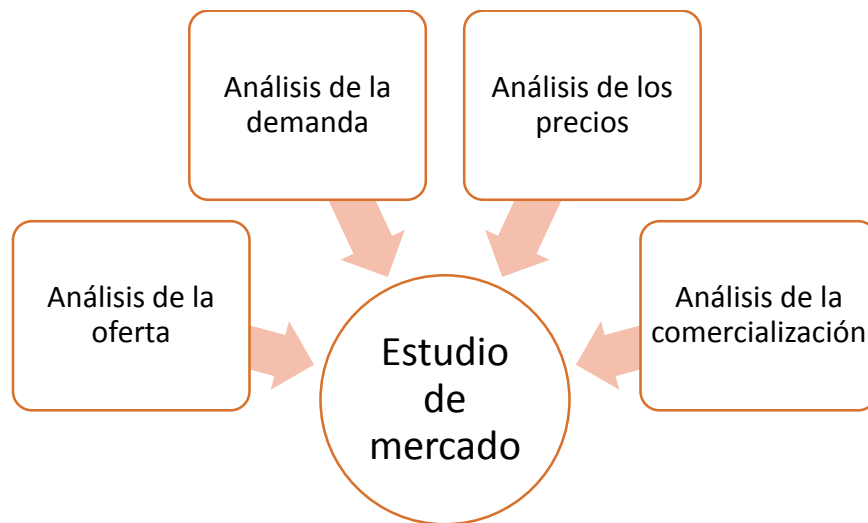 Análisis de la
demanda
Análisis de los
precios
Análisis de la
oferta
Análisis de la
comercialización
Estudio
de
mercado